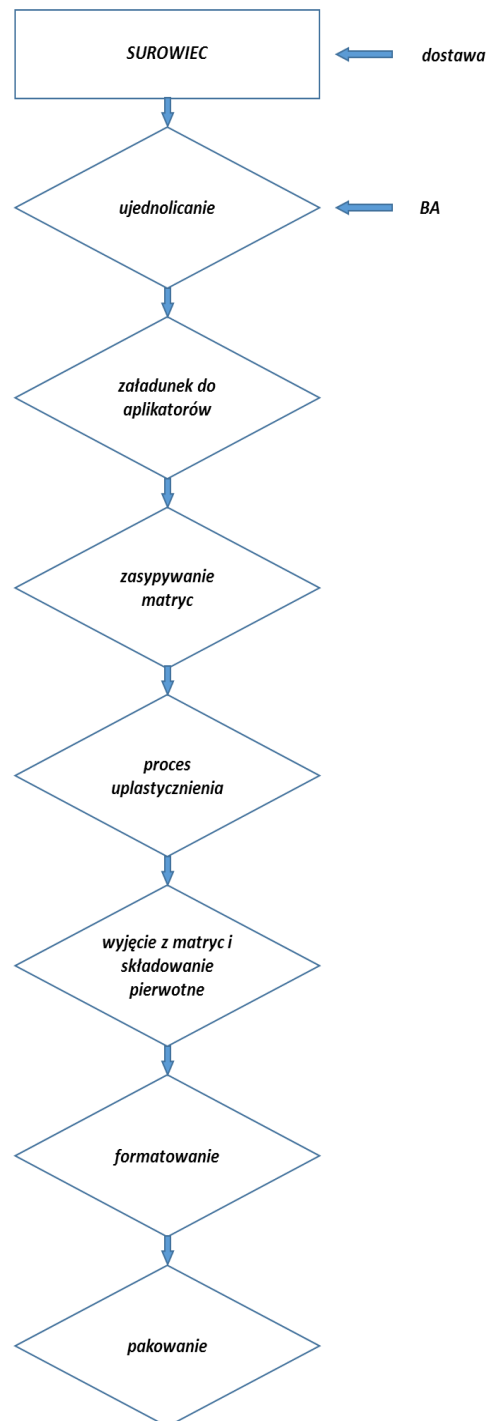 SUROWIEC
dostawa
ujednolicanie
BA
załadunek do
aplikatorów
zasypywanie
matryc
proces
uplastycznienia
wyjęcie z matryc i
składowanie
pierwotne
formatowanie
pakowanie